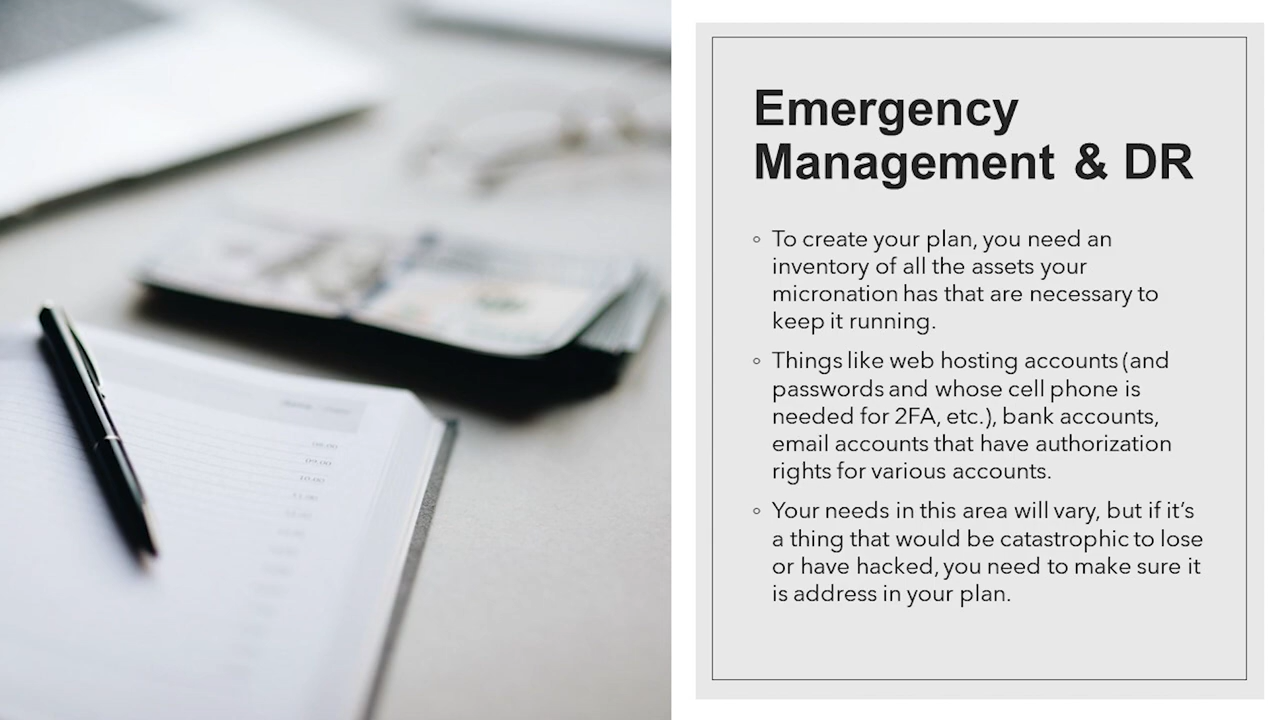 Emergency
Management & DR
◦ To create your plan, you need an
inventory of all the assets your
micronation has that are necessary to
keep it running.
◦ Things like web hosting accounts (and
passwords and whose cell phone is
needed for 2FA, etc.), bank accounts,
email accounts that have authorization
rights for various accounts.
◦ Your needs in this area will vary, but if it’s
a thing that would be catastrophic to lose
or have hacked, you need to make sure it
is address in your plan.